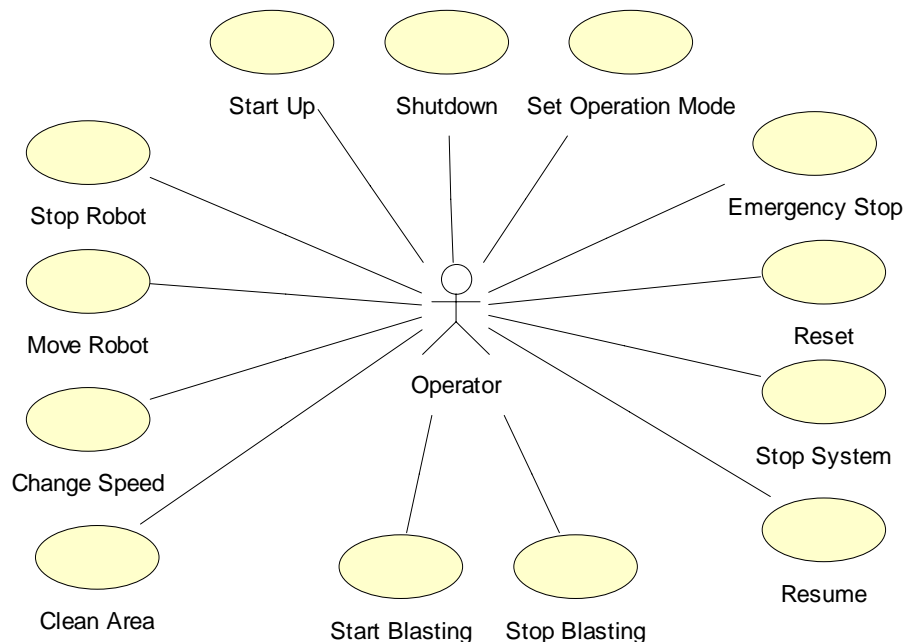 Start Up
Shutdown
Set Operation Mode
Stop Robot
Emergency Stop
Move Robot
Reset
Operator
Change Speed
Stop System
Clean Area
Start Blasting
Stop Blasting
Resume